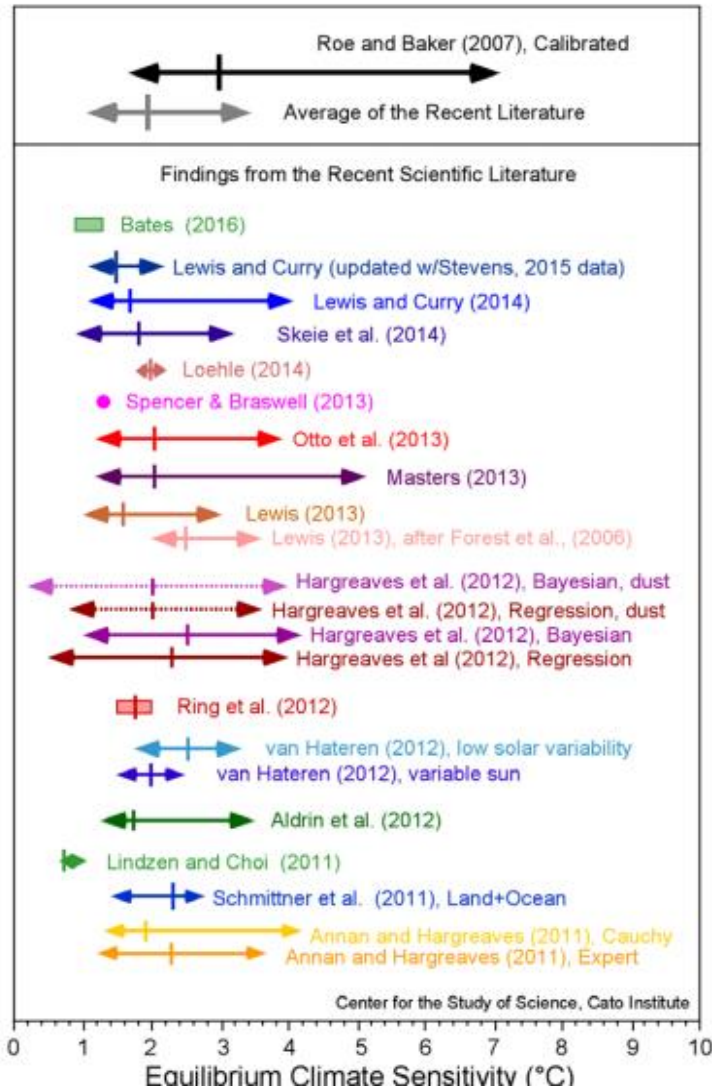 Roe and Baker (2007), Calibrated
Average of the Recent Literature
Findings from the Recent Scientific Literature
Bates (2016)
Lewis and Curry (updated w/Stevens, 2015 data)
Lewis and Curry (2014)
Skeie et al. (2014)
Loehle (2014)
Spencer & Braswell (2013)
Otto et al. (2013)
Masters (2013)
Lewis (2013)
Lewis (2013), after Forest et al., (2006)
Hargreaves et al. (2012), Bayesian, dust
Hargreaves et al. (2012), Regression, dust
Hargreaves et al. (2012), Bayesian
Hargreaves et al (2012), Regression
Ring et al. (2012)
van Hateren (2012), low solar variability
van Hateren (2012), variable sun
Aldrin et al. (2012)
Lindzen and Choi (2011)
Schmittner et al. (2011), Land+Ocean
Annan and Hargreaves (2011), Cauchy
Annan and Hargreaves (2011), Expert
Center for the Study of Science, Cato Institute
0 1 2 3 4 5 6 7 8 9 10
Equilibrium Climate Sensitivity (°C)